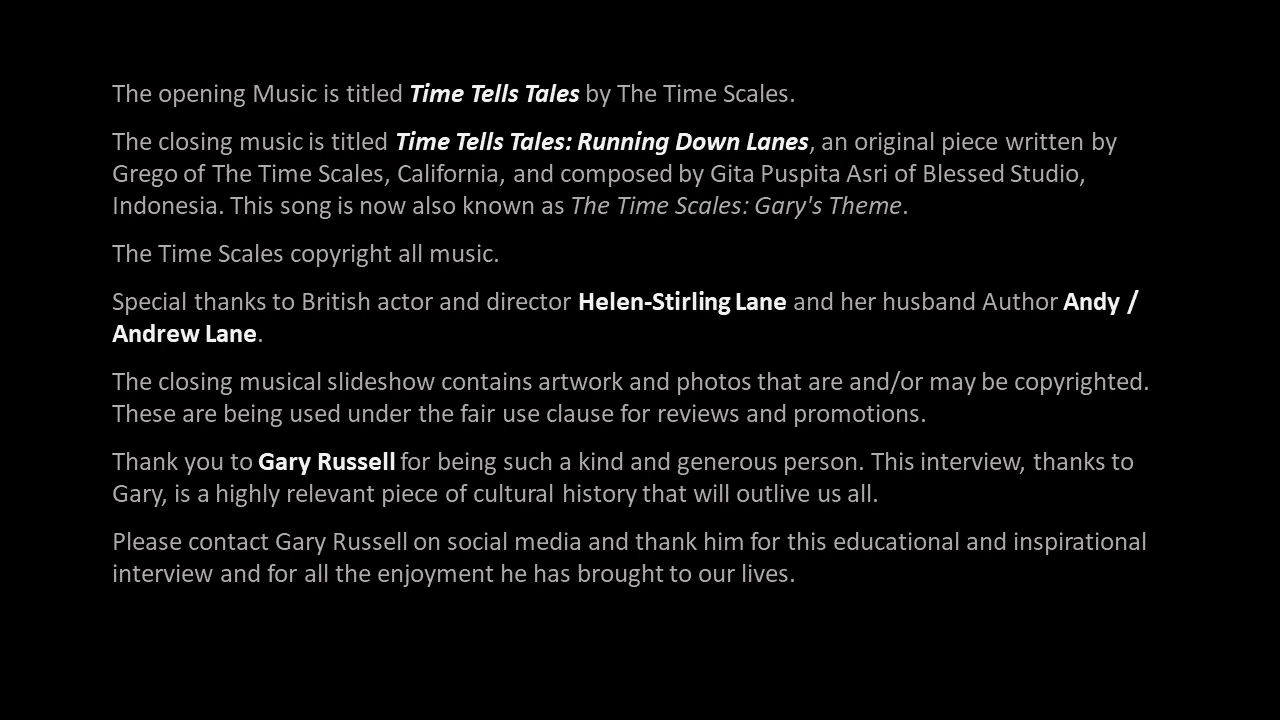 The opening Music is titled Time Tells Tales by The Time Scales.
The closing music is titled Time Tells Tales: Running Down Lanes, an original piece written by
Grego of The Time Scales, California, and composed by Gita Puspita Asri of Blessed Studio,
Indonesia. This song is now also known as The Time Scales: Gary's Theme.
The Time Scales copyright all music.
Special thanks to British actor and director Helen-Stirling Lane and her husband Author Andy /
Andrew Lane.
The closing musical slideshow contains artwork and photos that are and/or may be copyrighted.
These are being used under the fair use clause for reviews and promotions.
Thank you to Gary Russell for being such a kind and generous person. This interview, thanks to
Gary, is a highly relevant piece of cultural history that will outlive us all.
Please contact Gary Russell on social media and thank him for this educational and inspirational
interview and for all the enjoyment he has brought to our lives.